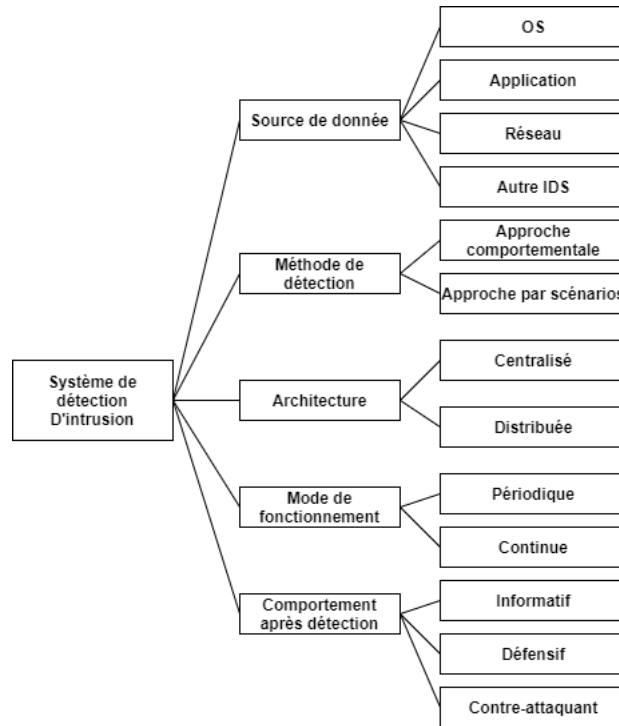 OS
Application
Source de donnée
Réseau
Autre IDS
Approche
comportementale
Méthode de
détection
Approche par scénarios
Centralisé
Système de
détection
D'intrusion
Architecture
Distribuée
Périodique
Mode de
fonctionnement
Continue
Informatif
Comportement
après détection
Défensif
Contre-attaquant